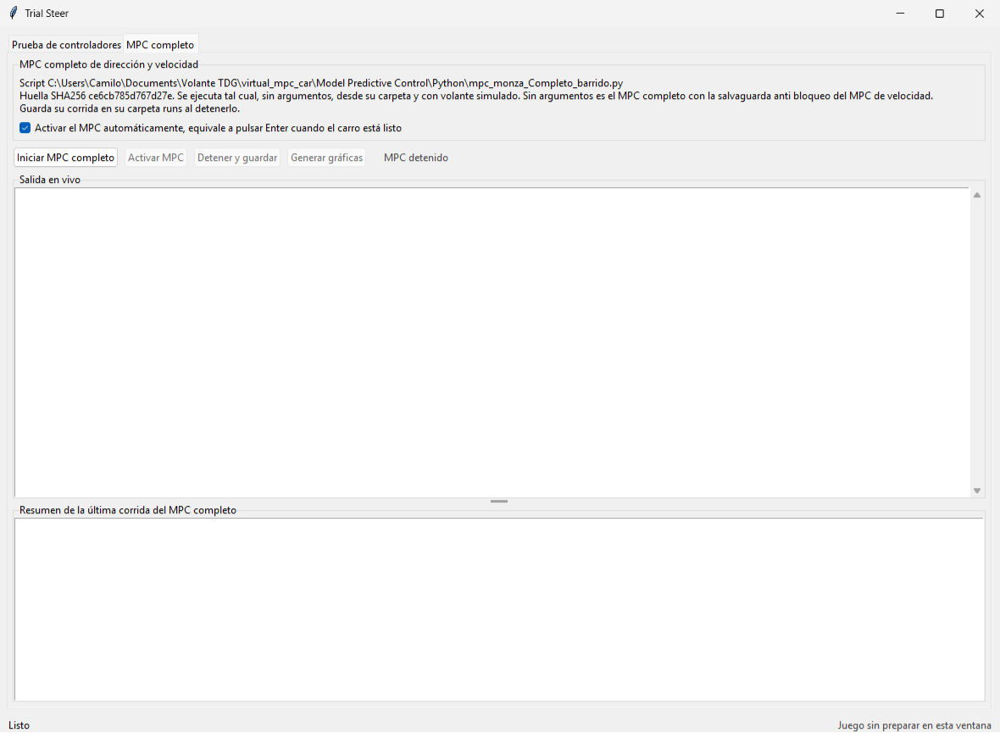 Trial Steer
Prueba de controladores MPC completo
MPC completo de dirección y velocidad
Script C:\Users\Camilo\Documents\Volante TDG\virtual_mpc_car\Model Predictive Control\Python\mpc_monza_Completo_barrido.py
Huella SHA256 ce6cb785d767d27e. Se ejecuta tal cual, sin argumentos, desde su carpeta y con volante simulado. Sin argumentos es el MPC completo con la salvaguarda anti bloqueo del MPC de velocidad.
Guarda su corrida en su carpeta runs al detenerlo.
Activar el MPC automáticamente, equivale a pulsar Enter cuando el carro está listo
Iniciar MPC completo Activar MPC Detener y guardar Generar gráficas MPC detenido
Salida en vivo
Resumen de la última corrida del MPC completo
Listo Juego sin preparar en esta ventana